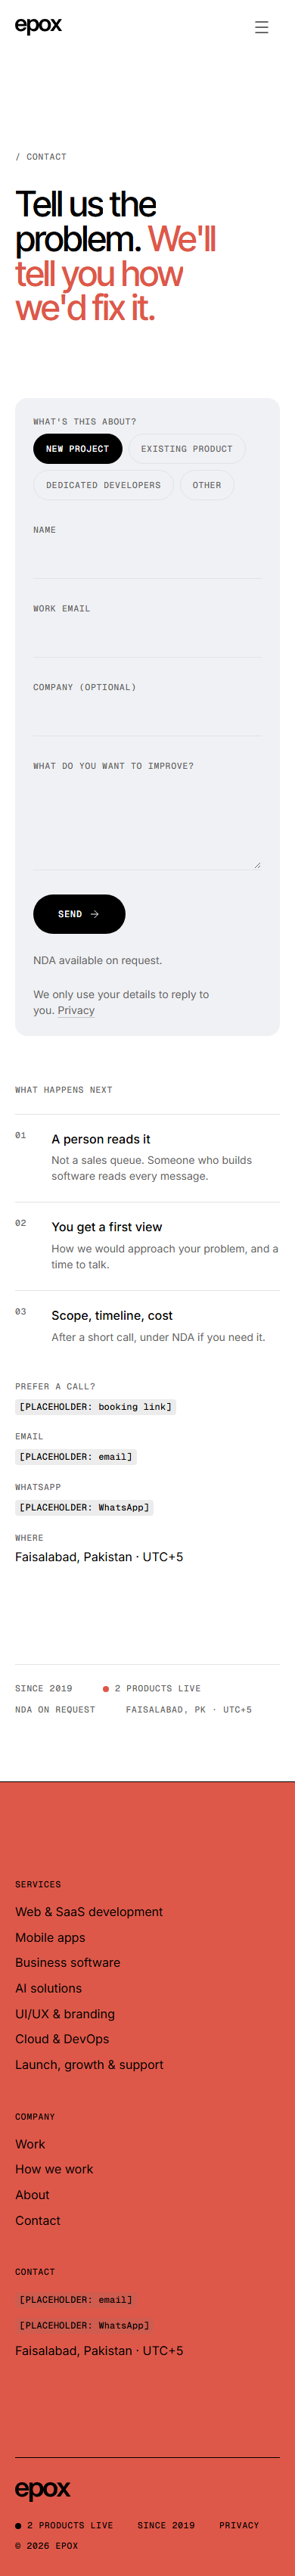 epox
/ CONTACT
Tell us the
problem. We'll
tell you how
we'd fix it.
WHAT'S THIS ABOUT?
NEW PROJECT
EXISTING PRODUCT
DEDICATED DEVELOPERS
OTHER
NAME
WORK EMAIL
COMPANY (OPTIONAL)
WHAT DO YOU WANT TO IMPROVE?
SEND →
NDA available on request.
We only use your details to reply to
you. Privacy
WHAT HAPPENS NEXT
01
A person reads it
Not a sales queue. Someone who builds
software reads every message.
02
You get a first view
How we would approach your problem, and a
time to talk.
03
Scope, timeline, cost
After a short call, under NDA if you need it.
PREFER A CALL?
[PLACEHOLDER: booking link]
EMAIL
[PLACEHOLDER: email]
WHATSAPP
[PLACEHOLDER: WhatsApp]
WHERE
Faisalabad, Pakistan · UTC+5
SINCE 2019
2 PRODUCTS LIVE
NDA ON REQUEST
FAISALABAD, PK · UTC+5
SERVICES
Web & SaaS development
Mobile apps
Business software
AI solutions
UI/UX & branding
Cloud & DevOps
Launch, growth & support
COMPANY
Work
How we work
About
Contact
CONTACT
[PLACEHOLDER: email]
[PLACEHOLDER: WhatsApp]
Faisalabad, Pakistan · UTC+5
epox
2 PRODUCTS LIVE
SINCE 2019
PRIVACY
© 2026 EPOX